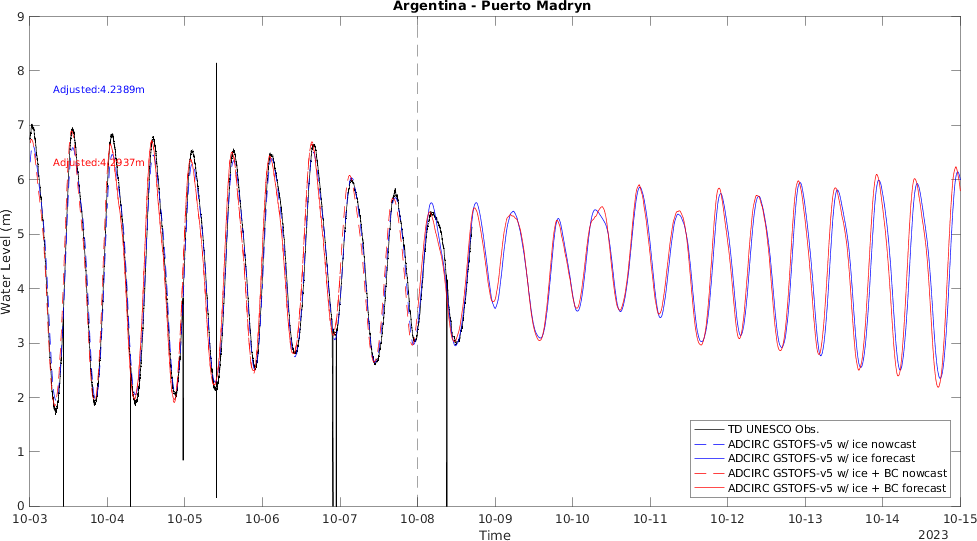 Argentina - Puerto Madryn
9
8
7
6
5
4
3
2
1
0
Water Level (m)
Adjusted:4.2389m
Adjusted:4.2937m
TD UNESCO Obs.
ADCIRC GSTOFS-v5 w/ ice nowcast
ADCIRC GSTOFS-v5 w/ ice forecast
ADCIRC GSTOFS-v5 w/ ice + BC nowcast
ADCIRC GSTOFS-v5 w/ ice + BC forecast
10-03 10-04 10-05 10-06 10-07 10-08 10-09 10-10 10-11 10-12 10-13 10-14 10-15
Time
2023